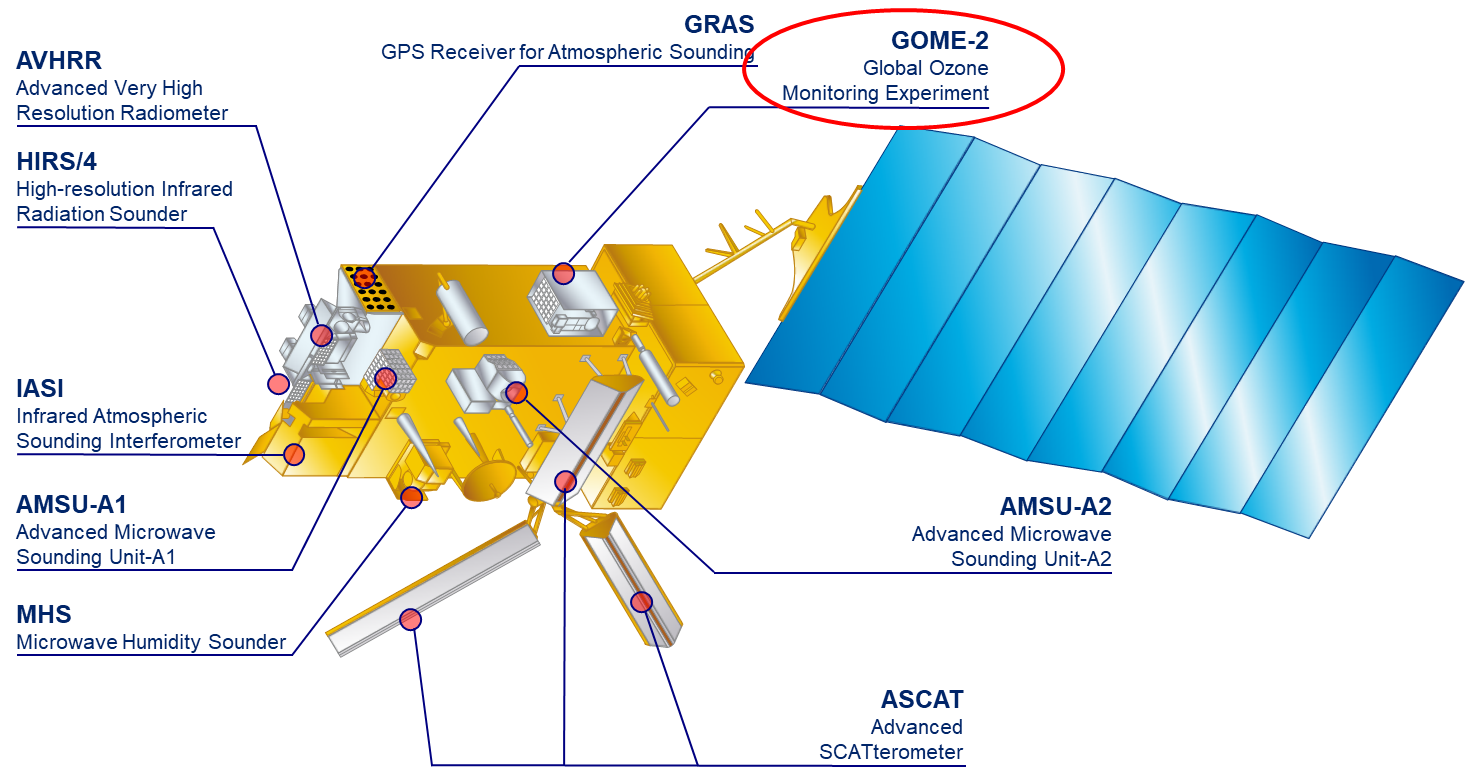 GRAS
GPS Receiver for Atmospheric Sounding
GOME-2
Global Ozone
Monitoring Experiment
AVHRR
Advanced Very High
Resolution Radiometer
HIRS/4
High-resolution Infrared
Radiation Sounder
IASI
Infrared Atmospheric
Sounding Interferometer
AMSU-A1
Advanced Microwave
Sounding Unit-A1
MHS
Microwave Humidity Sounder
AMSU-A2
Advanced Microwave
Sounding Unit-A2
ASCAT
Advanced
SCATterometer